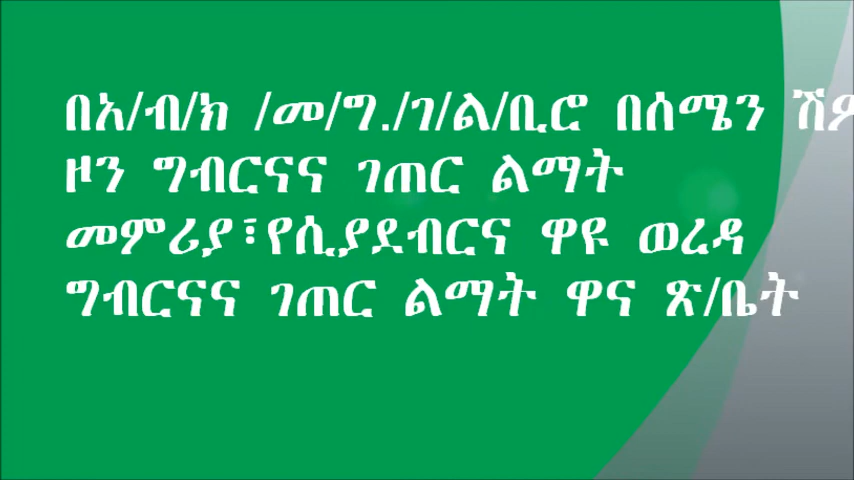 በአ/ብ/ክ /መ/ግ./ገ/ል/ቢሮ በሰሜን
ዞን ግብርናና ገጠር ልማት
መምሪያ፣የሲያደብርና ዋዩ ወረዳ
ግብርናና ገጠር ልማት ዋና ጽ/ቤት